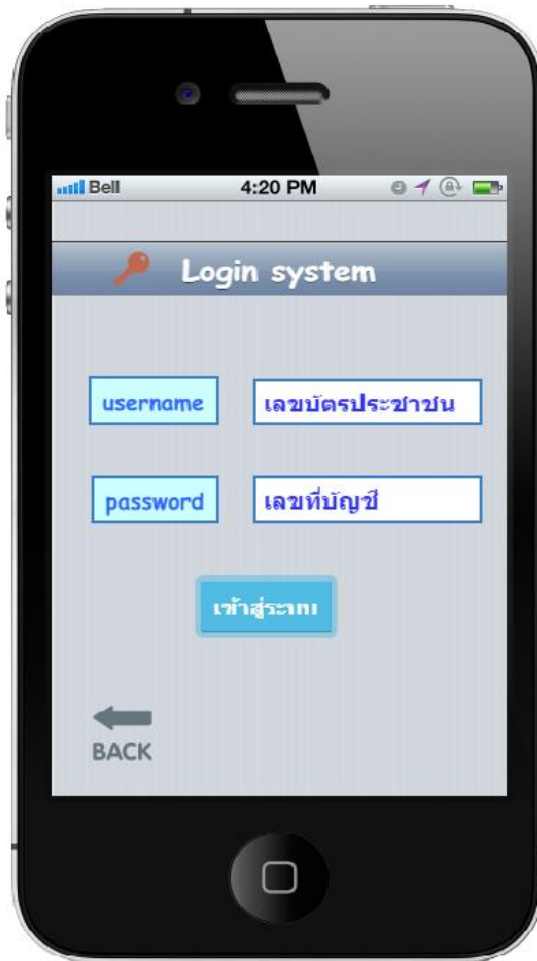 Bell 4:20 PM
Login system
username เลขบัตรประชาชน
password เลขที่บัญชี
เข้าสู่ระบบ
BACK